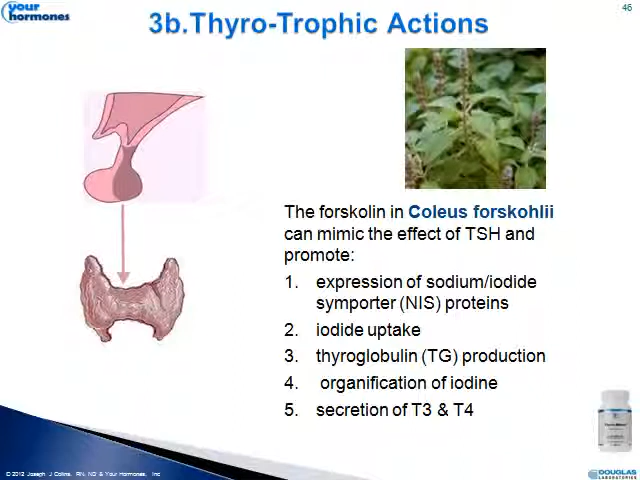 your
hormones
46
3b.Thyro-Trophic Actions
The forskolin in Coleus forskohlii
can mimic the effect of TSH and
promote:
1. expression of sodium/iodide
symporter (NIS) proteins
2. iodide uptake
3. thyroglobulin (TG) production
4. organification of iodine
5. secretion of T3 & T4
© 2012 Joseph J Collins, RN, ND & Your Hormones, Inc
DOUGLAS
LABORATORIES